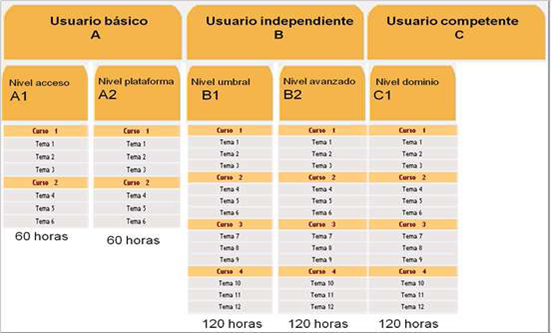 Usuario básico
A
Usuario independiente
B
Usuario competente
C
Nivel acceso
A1
Nivel plataforma
A2
Nivel umbral
B1
Nivel avanzado
B2
Nivel dominio
C1
Curso 1
Tema 1
Tema 2
Tema 3
Curso 2
Tema 4
Tema 5
Tema 6
60 horas
Curso 1
Tema 1
Tema 2
Tema 3
Curso 2
Tema 4
Tema 5
Tema 6
60 horas
Curso 1
Tema 1
Tema 2
Tema 3
Curso 2
Tema 4
Tema 5
Tema 6
Curso 3
Tema 7
Tema 8
Tema 9
Curso 4
Tema 10
Tema 11
Tema 12
120 horas
Curso 1
Tema 1
Tema 2
Tema 3
Curso 2
Tema 4
Tema 5
Tema 6
Curso 3
Tema 7
Tema 8
Tema 9
Curso 4
Tema 10
Tema 11
Tema 12
120 horas
Curso 1
Tema 1
Tema 2
Tema 3
Curso 2
Tema 4
Tema 5
Tema 6
Curso 3
Tema 7
Tema 8
Tema 9
Curso 4
Tema 10
Tema 11
Tema 12
120 horas